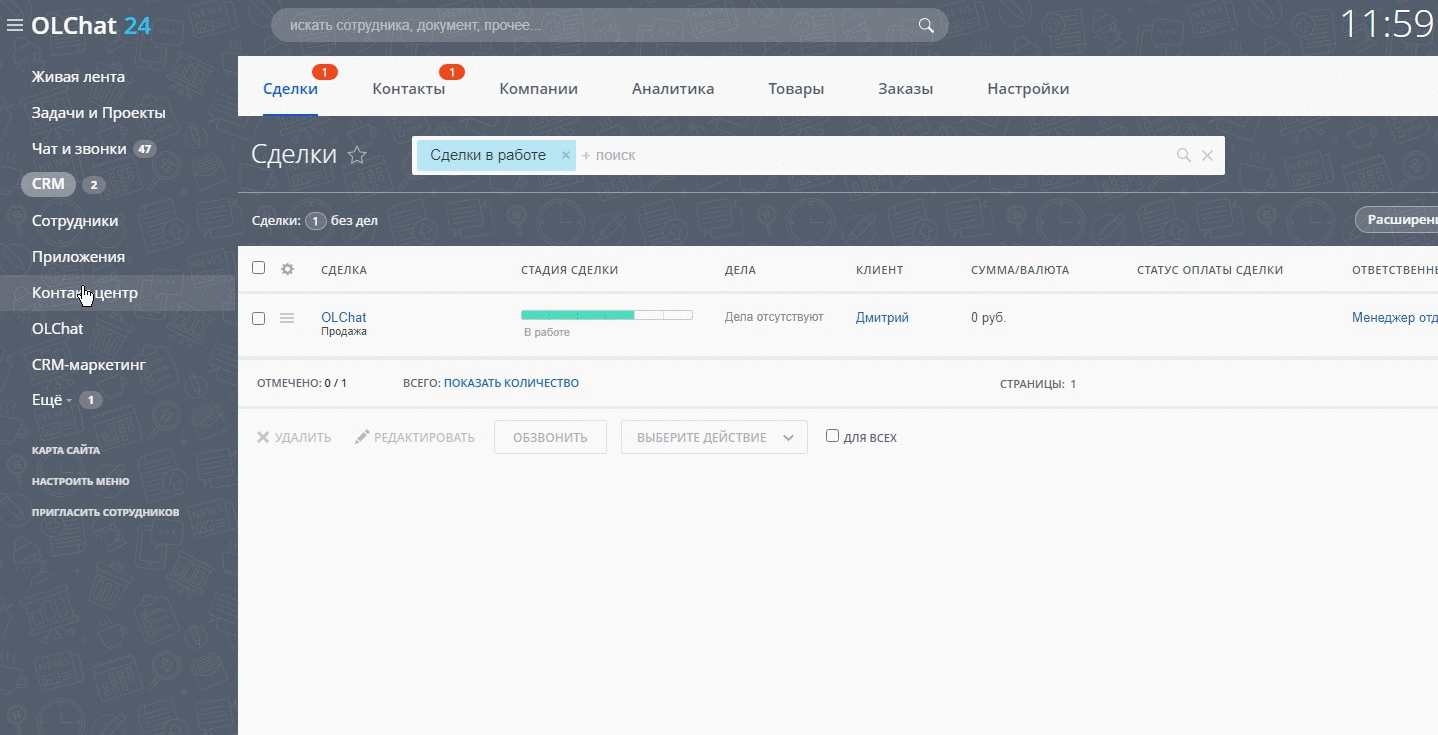 OLChat 24
искать сотрудника, документ, прочее...
11:59
Живая лента
Задачи и Проекты
Чат и звонки 47
CRM 2
Сотрудники
Приложения
Контакт-центр
OLChat
CRM-маркетинг
Ещё 1
КАРТА САЙТА
НАСТРОИТЬ МЕНЮ
ПРИГЛАСИТЬ СОТРУДНИКОВ
1 1
Сделки Контакты Компании Аналитика Товары Заказы Настройки
Сделки Сделки в работе × + поиск
Сделки: 1 без дел
Расширен
СДЕЛКА СТАДИЯ СДЕЛКИ ДЕЛА КЛИЕНТ СУММА/ВАЛЮТА СТАТУС ОПЛАТЫ СДЕЛКИ ОТВЕТСТВЕННЫ
OLChat Дела отсутствуют Дмитрий 0 руб. Менеджер отд
Продажа В работе
ОТМЕЧЕНО: 0 / 1 ВСЕГО: ПОКАЗАТЬ КОЛИЧЕСТВО СТРАНИЦЫ: 1
УДАЛИТЬ РЕДАКТИРОВАТЬ ОБЗВОНИТЬ ВЫБЕРИТЕ ДЕЙСТВИЕ ДЛЯ ВСЕХ